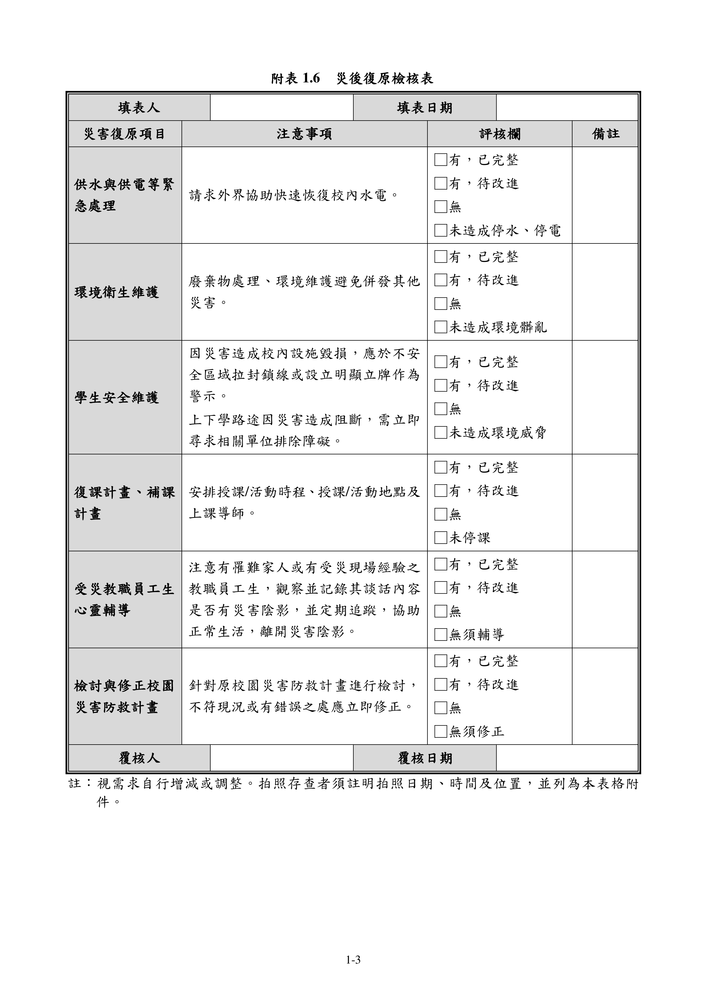 附表 1.6　災後復原檢核表
填表人　填表日期
災害復原項目　注意事項　評核欄　備註
供水與供電等緊
急處理
請求外界協助快速恢復校內水電。
□有，已完整
□有，待改進
□無
□未造成停水、停電
環境衛生維護
廢棄物處理、環境維護避免併發其他
災害。
□有，已完整
□有，待改進
□無
□未造成環境髒亂
學生安全維護
因災害造成校內設施毀損，應於不安
全區域拉封鎖線或設立明顯立牌作為
警示。
上下學路途因災害造成阻斷，需立即
尋求相關單位排除障礙。
□有，已完整
□有，待改進
□無
□未造成環境威脅
復課計畫、補課
計畫
安排授課/活動時程、授課/活動地點及
上課導師。
□有，已完整
□有，待改進
□無
□未停課
受災教職員工生
心靈輔導
注意有罹難家人或有受災現場經驗之
教職員工生，觀察並記錄其談話內容
是否有災害陰影，並定期追蹤，協助
正常生活，離開災害陰影。
□有，已完整
□有，待改進
□無
□無須輔導
檢討與修正校園
災害防救計畫
針對原校園災害防救計畫進行檢討，
不符現況或有錯誤之處應立即修正。
□有，已完整
□有，待改進
□無
□無須修正
覆核人　覆核日期
註：視需求自行增減或調整。拍照存查者須註明拍照日期、時間及位置，並列為本表格附
件。
1-3